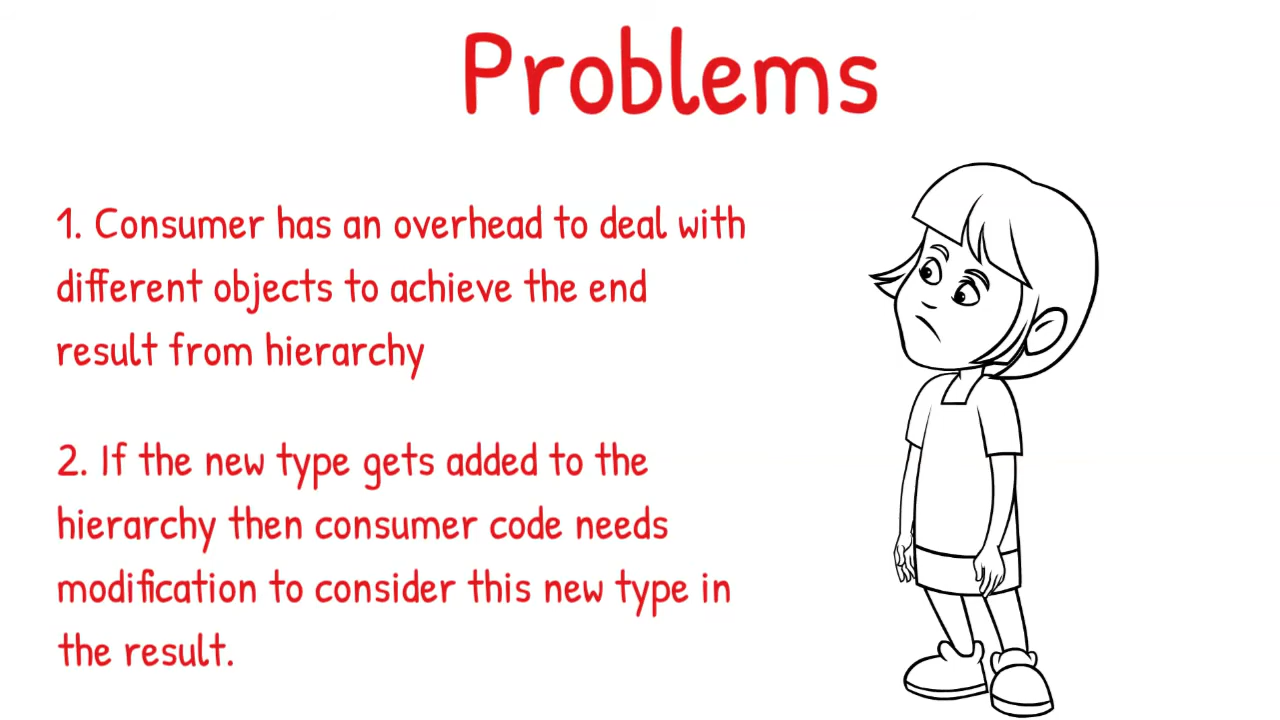 Problems
1. Consumer has an overhead to deal with
different objects to achieve the end
result from hierarchy
2. If the new type gets added to the
hierarchy then consumer code needs
modification to consider this new type in
the result.